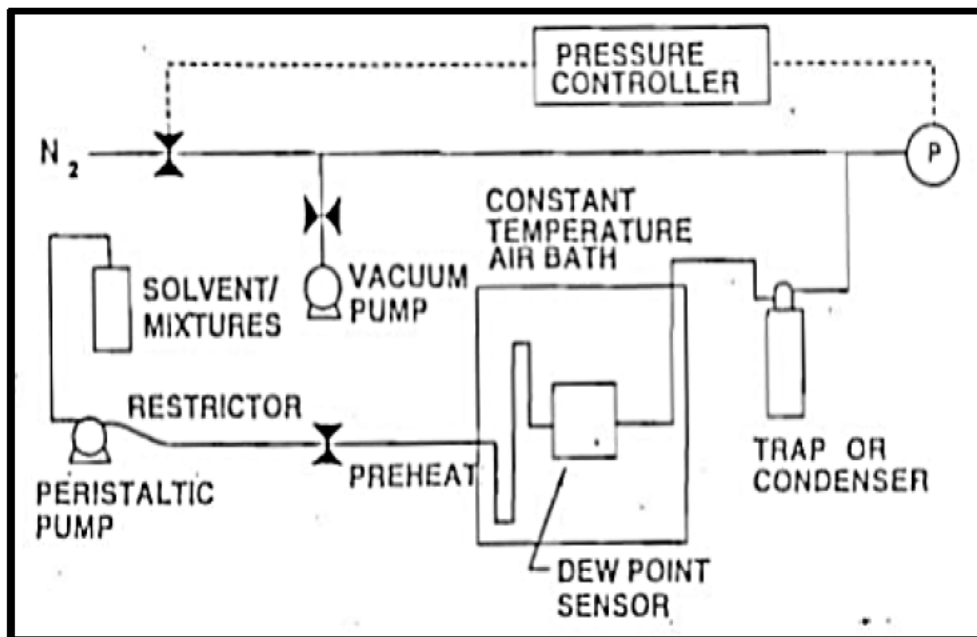 PRESSURE
CONTROLLER
N₂
P
CONSTANT
TEMPERATURE
AIR BATH
SOLVENT/
MIXTURES
VACUUM
PUMP
RESTRICTOR
PREHEAT
PERISTALTIC
PUMP
TRAP OR
CONDENSER
DEW POINT
SENSOR